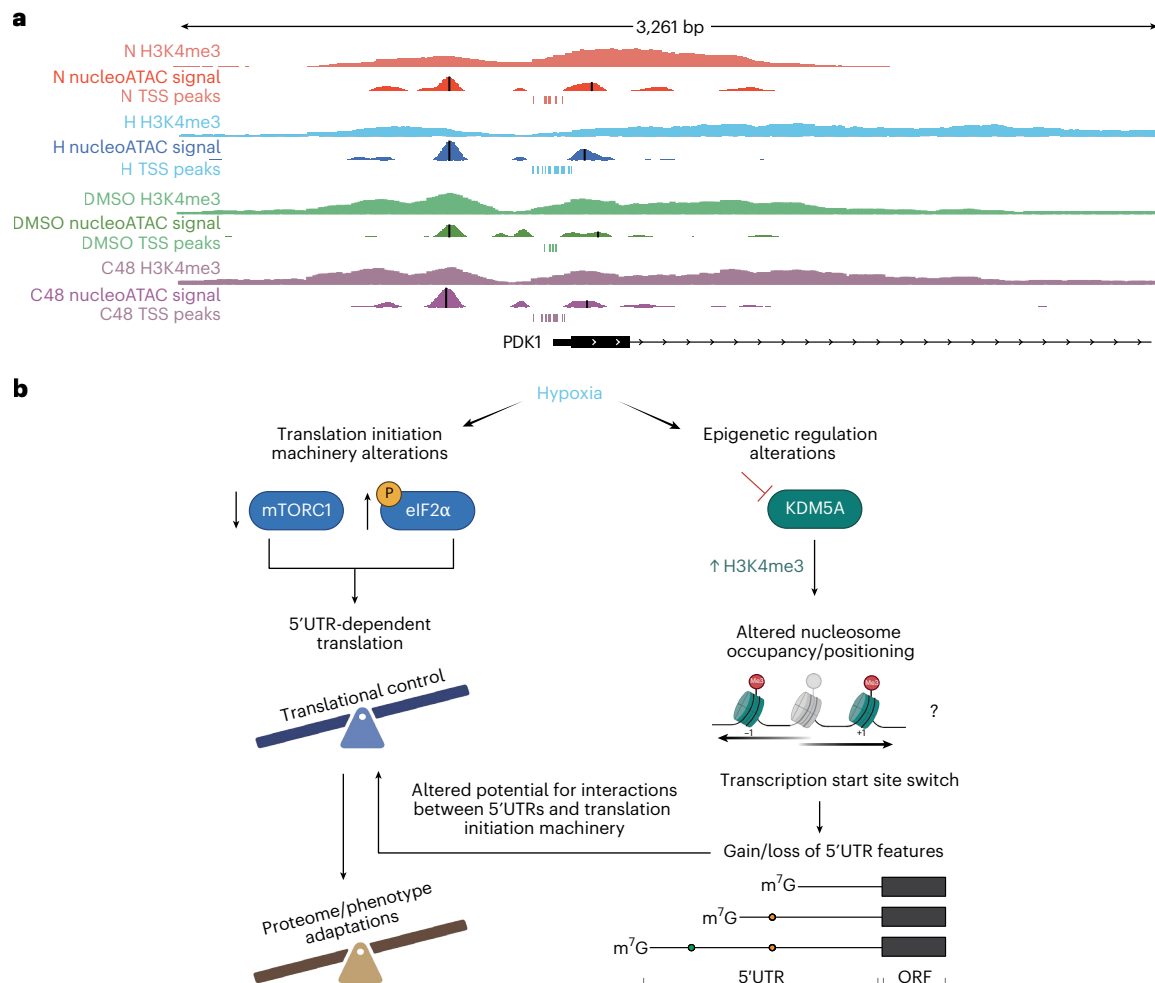 a
3,261 bp
N H3K4me3
N nucleoATAC signal
N TSS peaks
H H3K4me3
H nucleoATAC signal
H TSS peaks
DMSO H3K4me3
DMSO nucleoATAC signal
DMSO TSS peaks
C48 H3K4me3
C48 nucleoATAC signal
C48 TSS peaks
PDK1
b
Hypoxia
Translation initiation
machinery alterations
mTORC1
P
eIF2α
5′UTR-dependent
translation
Translational control
Epigenetic regulation
alterations
KDM5A
↑ H3K4me3
Altered nucleosome
occupancy/positioning
Me3
Me3
−1
+1
?
Transcription start site switch
Altered potential for interactions
between 5′UTRs and translation
initiation machinery
Gain/loss of 5′UTR features
m⁷G
m⁷G
m⁷G
5′UTR
ORF
Proteome/phenotype
adaptations